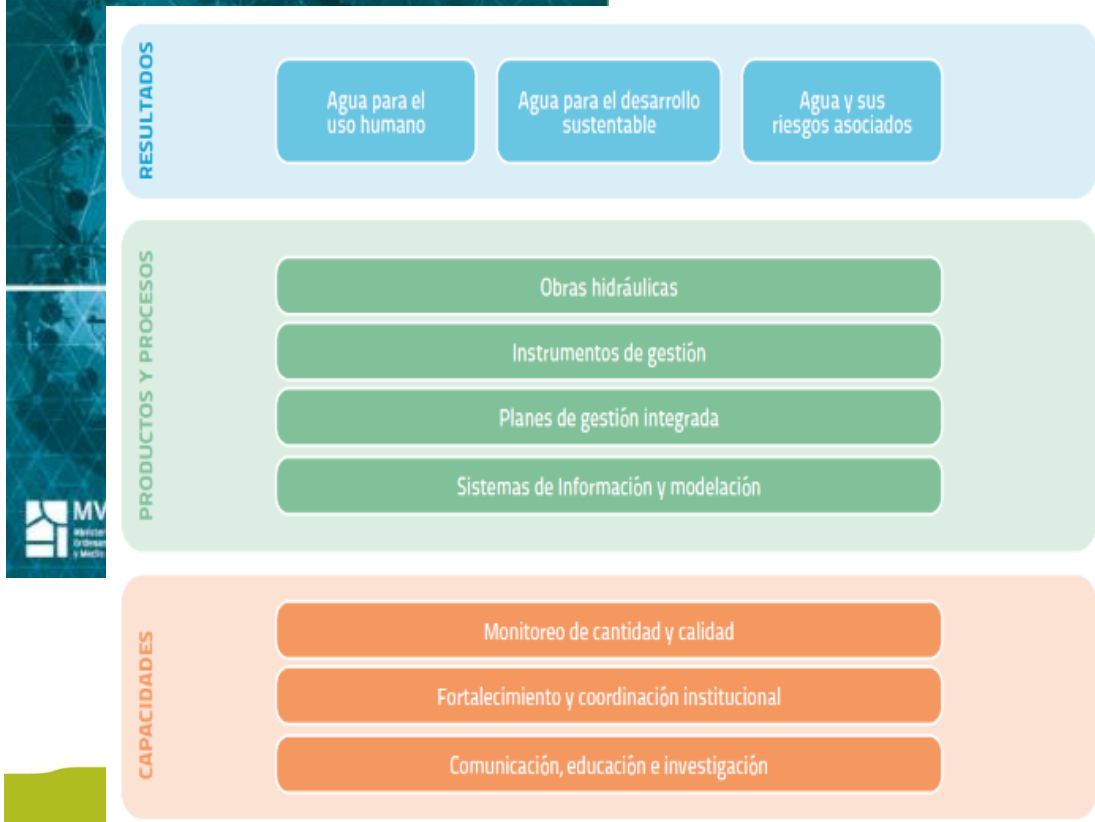 RESULTADOS
Agua para el
uso humano
Agua para el desarrollo
sustentable
Agua y sus
riesgos asociados
PRODUCTOS Y PROCESOS
Obras hidráulicas
Instrumentos de gestión
Planes de gestión integrada
Sistemas de Información y modelación
MV
CAPACIDADES
Monitoreo de cantidad y calidad
Fortalecimiento y coordinación institucional
Comunicación, educación e investigación